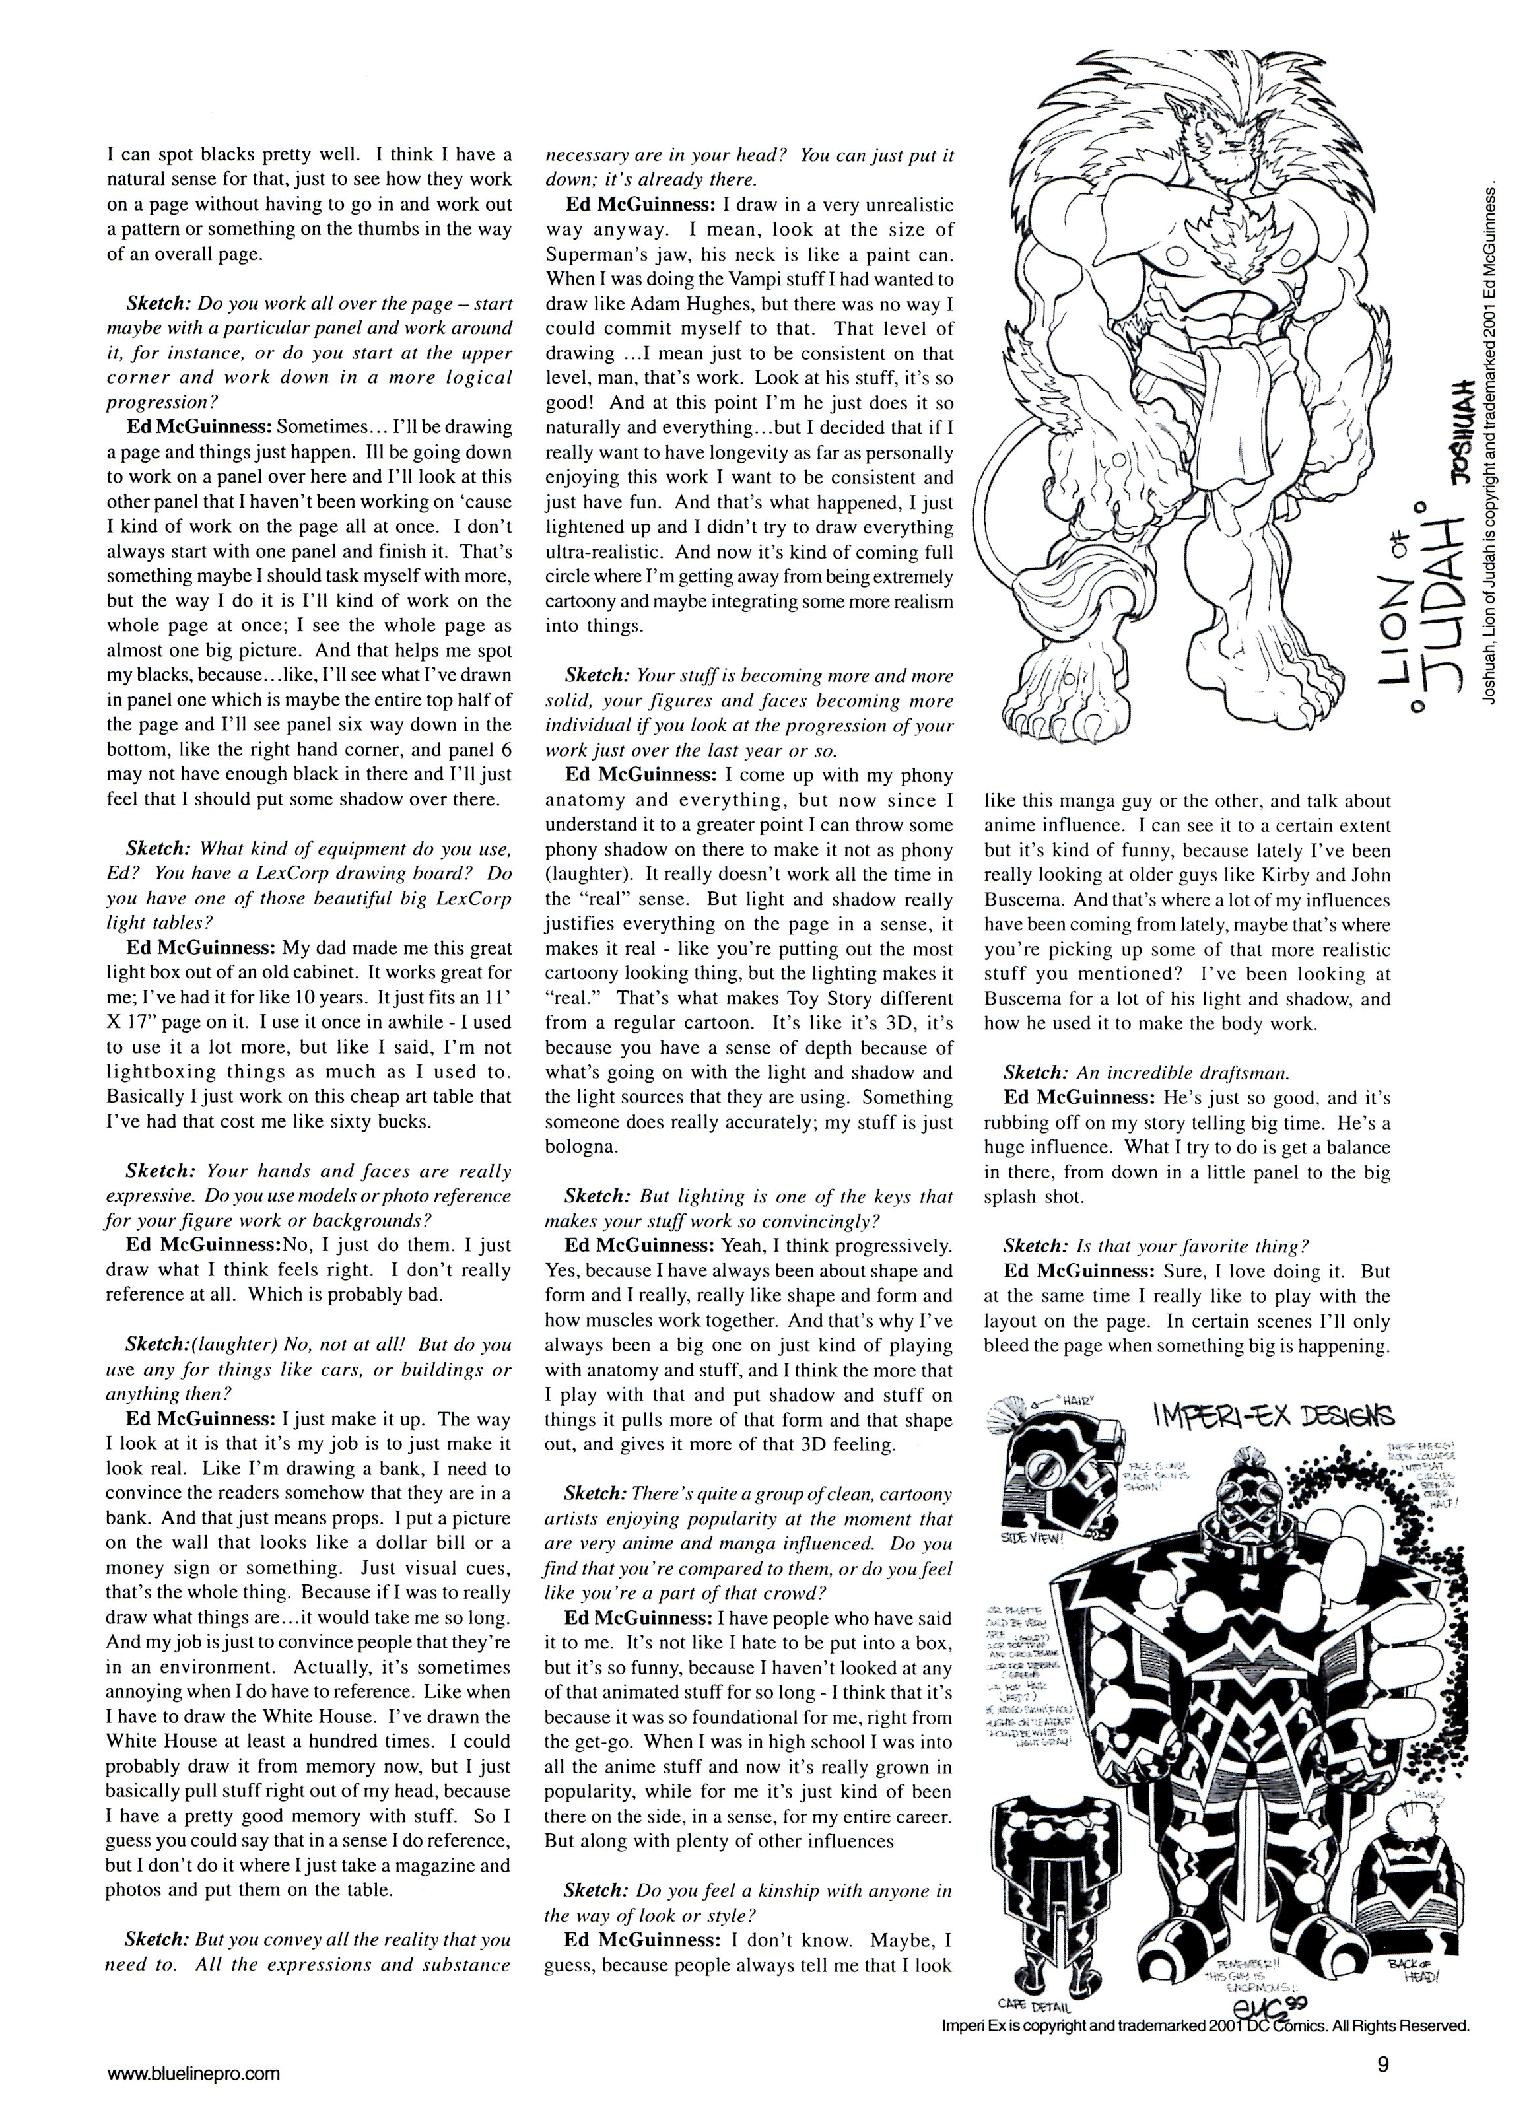 I can spot blacks pretty well. I think I have a
natural sense for that, just to see how they work
on a page without having to go in and work out
a pattern or something on the thumbs in the way
of an overall page.
Sketch: Do you work all over the page – start
maybe with a particular panel and work around
it, for instance, or do you start at the upper
corner and work down in a more logical
progression?
Ed McGuinness: Sometimes... I'll be drawing
a page and things just happen. Ill be going down
to work on a panel over here and I'll look at this
other panel that I haven't been working on 'cause
I kind of work on the page all at once. I don't
always start with one panel and finish it. That's
something maybe I should task myself with more,
but the way I do it is I'll kind of work on the
whole page at once; I see the whole page as
almost one big picture. And that helps me spot
my blacks, because...like, I'll see what I've drawn
in panel one which is maybe the entire top half of
the page and I'll see panel six way down in the
bottom, like the right hand corner, and panel 6
may not have enough black in there and I'll just
feel that I should put some shadow over there.
Sketch: What kind of equipment do you use,
Ed? You have a LexCorp drawing board? Do
you have one of those beautiful big LexCorp
light tables?
Ed McGuinness: My dad made me this great
light box out of an old cabinet. It works great for
me; I've had it for like 10 years. It just fits an 11'
X 17" page on it. I use it once in awhile - I used
to use it a lot more, but like I said, I'm not
lightboxing things as much as I used to.
Basically I just work on this cheap art table that
I've had that cost me like sixty bucks.
Sketch: Your hands and faces are really
expressive. Do you use models or photo reference
for your figure work or backgrounds?
Ed McGuinness:No, I just do them. I just
draw what I think feels right. I don't really
reference at all. Which is probably bad.
Sketch:(laughter) No, not at all! But do you
use any for things like cars, or buildings or
anything then?
Ed McGuinness: I just make it up. The way
I look at it is that it's my job is to just make it
look real. Like I'm drawing a bank, I need to
convince the readers somehow that they are in a
bank. And that just means props. I put a picture
on the wall that looks like a dollar bill or a
money sign or something. Just visual cues,
that's the whole thing. Because if I was to really
draw what things are...it would take me so long.
And my job is just to convince people that they're
in an environment. Actually, it's sometimes
annoying when I do have to reference. Like when
I have to draw the White House. I've drawn the
White House at least a hundred times. I could
probably draw it from memory now, but I just
basically pull stuff right out of my head, because
I have a pretty good memory with stuff. So I
guess you could say that in a sense I do reference,
but I don't do it where I just take a magazine and
photos and put them on the table.
Sketch: But you convey all the reality that you
need to. All the expressions and substance
necessary are in your head? You can just put it
down; it's already there.
Ed McGuinness: I draw in a very unrealistic
way anyway. I mean, look at the size of
Superman's jaw, his neck is like a paint can.
When I was doing the Vampi stuff I had wanted to
draw like Adam Hughes, but there was no way I
could commit myself to that. That level of
drawing ...I mean just to be consistent on that
level, man, that's work. Look at his stuff, it's so
good! And at this point I'm he just does it so
naturally and everything...but I decided that if I
really want to have longevity as far as personally
enjoying this work I want to be consistent and
just have fun. And that's what happened, I just
lightened up and I didn't try to draw everything
ultra-realistic. And now it's kind of coming full
circle where I'm getting away from being extremely
cartoony and maybe integrating some more realism
into things.
Sketch: Your stuff is becoming more and more
solid, your figures and faces becoming more
individual if you look at the progression of your
work just over the last year or so.
Ed McGuinness: I come up with my phony
anatomy and everything, but now since I
understand it to a greater point I can throw some
phony shadow on there to make it not as phony
(laughter). It really doesn't work all the time in
the "real" sense. But light and shadow really
justifies everything on the page in a sense, it
makes it real - like you're putting out the most
cartoony looking thing, but the lighting makes it
"real." That's what makes Toy Story different
from a regular cartoon. It's like it's 3D, it's
because you have a sense of depth because of
what's going on with the light and shadow and
the light sources that they are using. Something
someone does really accurately; my stuff is just
bologna.
Sketch: But lighting is one of the keys that
makes your stuff work so convincingly?
Ed McGuinness: Yeah, I think progressively.
Yes, because I have always been about shape and
form and I really, really like shape and form and
how muscles work together. And that's why I've
always been a big one on just kind of playing
with anatomy and stuff, and I think the more that
I play with that and put shadow and stuff on
things it pulls more of that form and that shape
out, and gives it more of that 3D feeling.
Sketch: There's quite a group of clean, cartoony
artists enjoying popularity at the moment that
are very anime and manga influenced. Do you
find that you're compared to them, or do you feel
like you're a part of that crowd?
Ed McGuinness: I have people who have said
it to me. It's not like I hate to be put into a box,
but it's so funny, because I haven't looked at any
of that animated stuff for so long - I think that it's
because it was so foundational for me, right from
the get-go. When I was in high school I was into
all the anime stuff and now it's really grown in
popularity, while for me it's just kind of been
there on the side, in a sense, for my entire career.
But along with plenty of other influences
Sketch: Do you feel a kinship with anyone in
the way of look or style?
Ed McGuinness: I don't know. Maybe, I
guess, because people always tell me that I look
JOSHUAH
LION OF
JUDAH
Joshuah, Lion of Judah is copyright and trademarked 2001 Ed McGuinness.
like this manga guy or the other, and talk about
anime influence. I can see it to a certain extent
but it's kind of funny, because lately I've been
really looking at older guys like Kirby and John
Buscema. And that's where a lot of my influences
have been coming from lately, maybe that's where
you're picking up some of that more realistic
stuff you mentioned? I've been looking at
Buscema for a lot of his light and shadow, and
how he used it to make the body work.
Sketch: An incredible draftsman.
Ed McGuinness: He's just so good, and it's
rubbing off on my story telling big time. He's a
huge influence. What I try to do is get a balance
in there, from down in a little panel to the big
splash shot.
Sketch: Is that your favorite thing?
Ed McGuinness: Sure, I love doing it. But
at the same time I really like to play with the
layout on the page. In certain scenes I'll only
bleed the page when something big is happening.
"HAIR"
IMPERI-EX DESIGNS
SIDE VIEW!
CAPE DETAIL
REMEMBER!!
THIS GUY IS
ENORMOUS!
BACK OF
HEAD!
EMG 99
Imperi Ex is copyright and trademarked 2001 DC Comics. All Rights Reserved.
www.bluelinepro.com
9